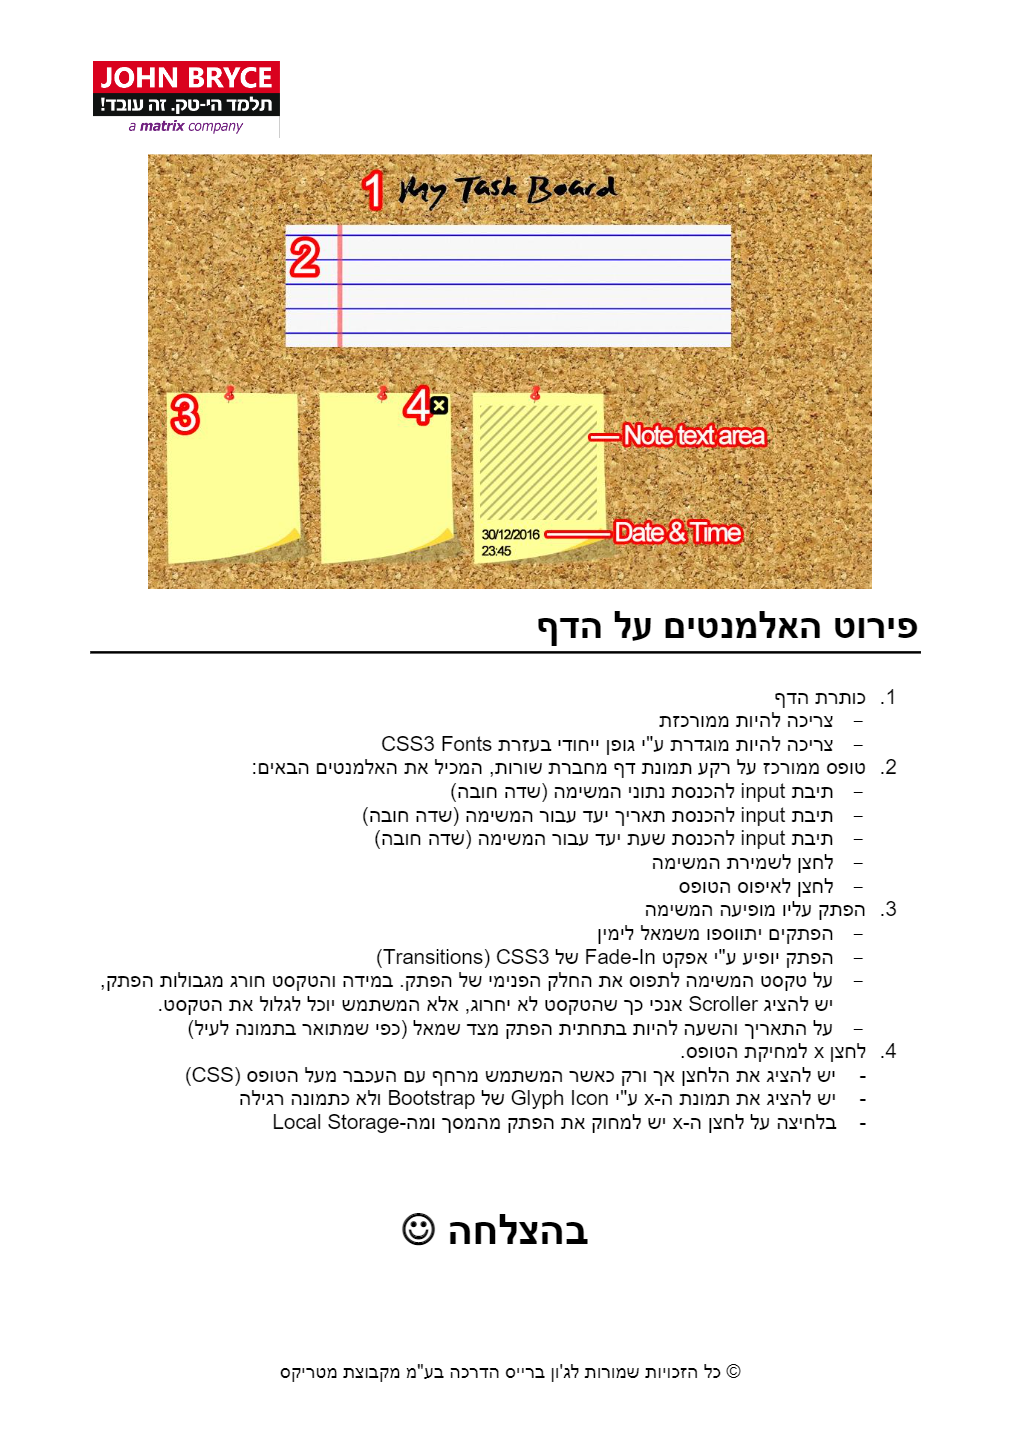 JOHN BRYCE
תלמד הי-טק. זה עובד!
a matrix company
1 My Task Board
2
3
4
Note text area
30/12/2016
Date & Time
23:45
פירוט האלמנטים על הדף
1. כותרת הדף
– צריכה להיות ממורכזת
– צריכה להיות מוגדרת ע"י גופן ייחודי בעזרת CSS3 Fonts
2. טופס ממורכז על רקע תמונת דף מחברת שורות, המכיל את האלמנטים הבאים:
– תיבת input להכנסת נתוני המשימה (שדה חובה)
– תיבת input להכנסת תאריך יעד עבור המשימה (שדה חובה)
– תיבת input להכנסת שעת יעד עבור המשימה (שדה חובה)
– לחצן לשמירת המשימה
– לחצן לאיפוס הטופס
3. הפתק עליו מופיעה המשימה
– הפתקים יתווספו משמאל לימין
– הפתק יופיע ע"י אפקט Fade-In של CSS3 (Transitions)
– על טקסט המשימה לתפוס את החלק הפנימי של הפתק. במידה והטקסט חורג מגבולות הפתק,
יש להציג Scroller אנכי כך שהטקסט לא יחרוג, אלא המשתמש יוכל לגלול את הטקסט.
– על התאריך והשעה להיות בתחתית הפתק מצד שמאל (כפי שמתואר בתמונה לעיל)
4. לחצן x למחיקת הטופס.
- יש להציג את הלחצן אך ורק כאשר המשתמש מרחף עם העכבר מעל הטופס (CSS)
- יש להציג את תמונת ה-x ע"י Glyph Icon של Bootstrap ולא כתמונה רגילה
- בלחיצה על לחצן ה-x יש למחוק את הפתק מהמסך ומה-Local Storage
בהצלחה ☺
© כל הזכויות שמורות לג'ון ברייס הדרכה בע"מ מקבוצת מטריקס